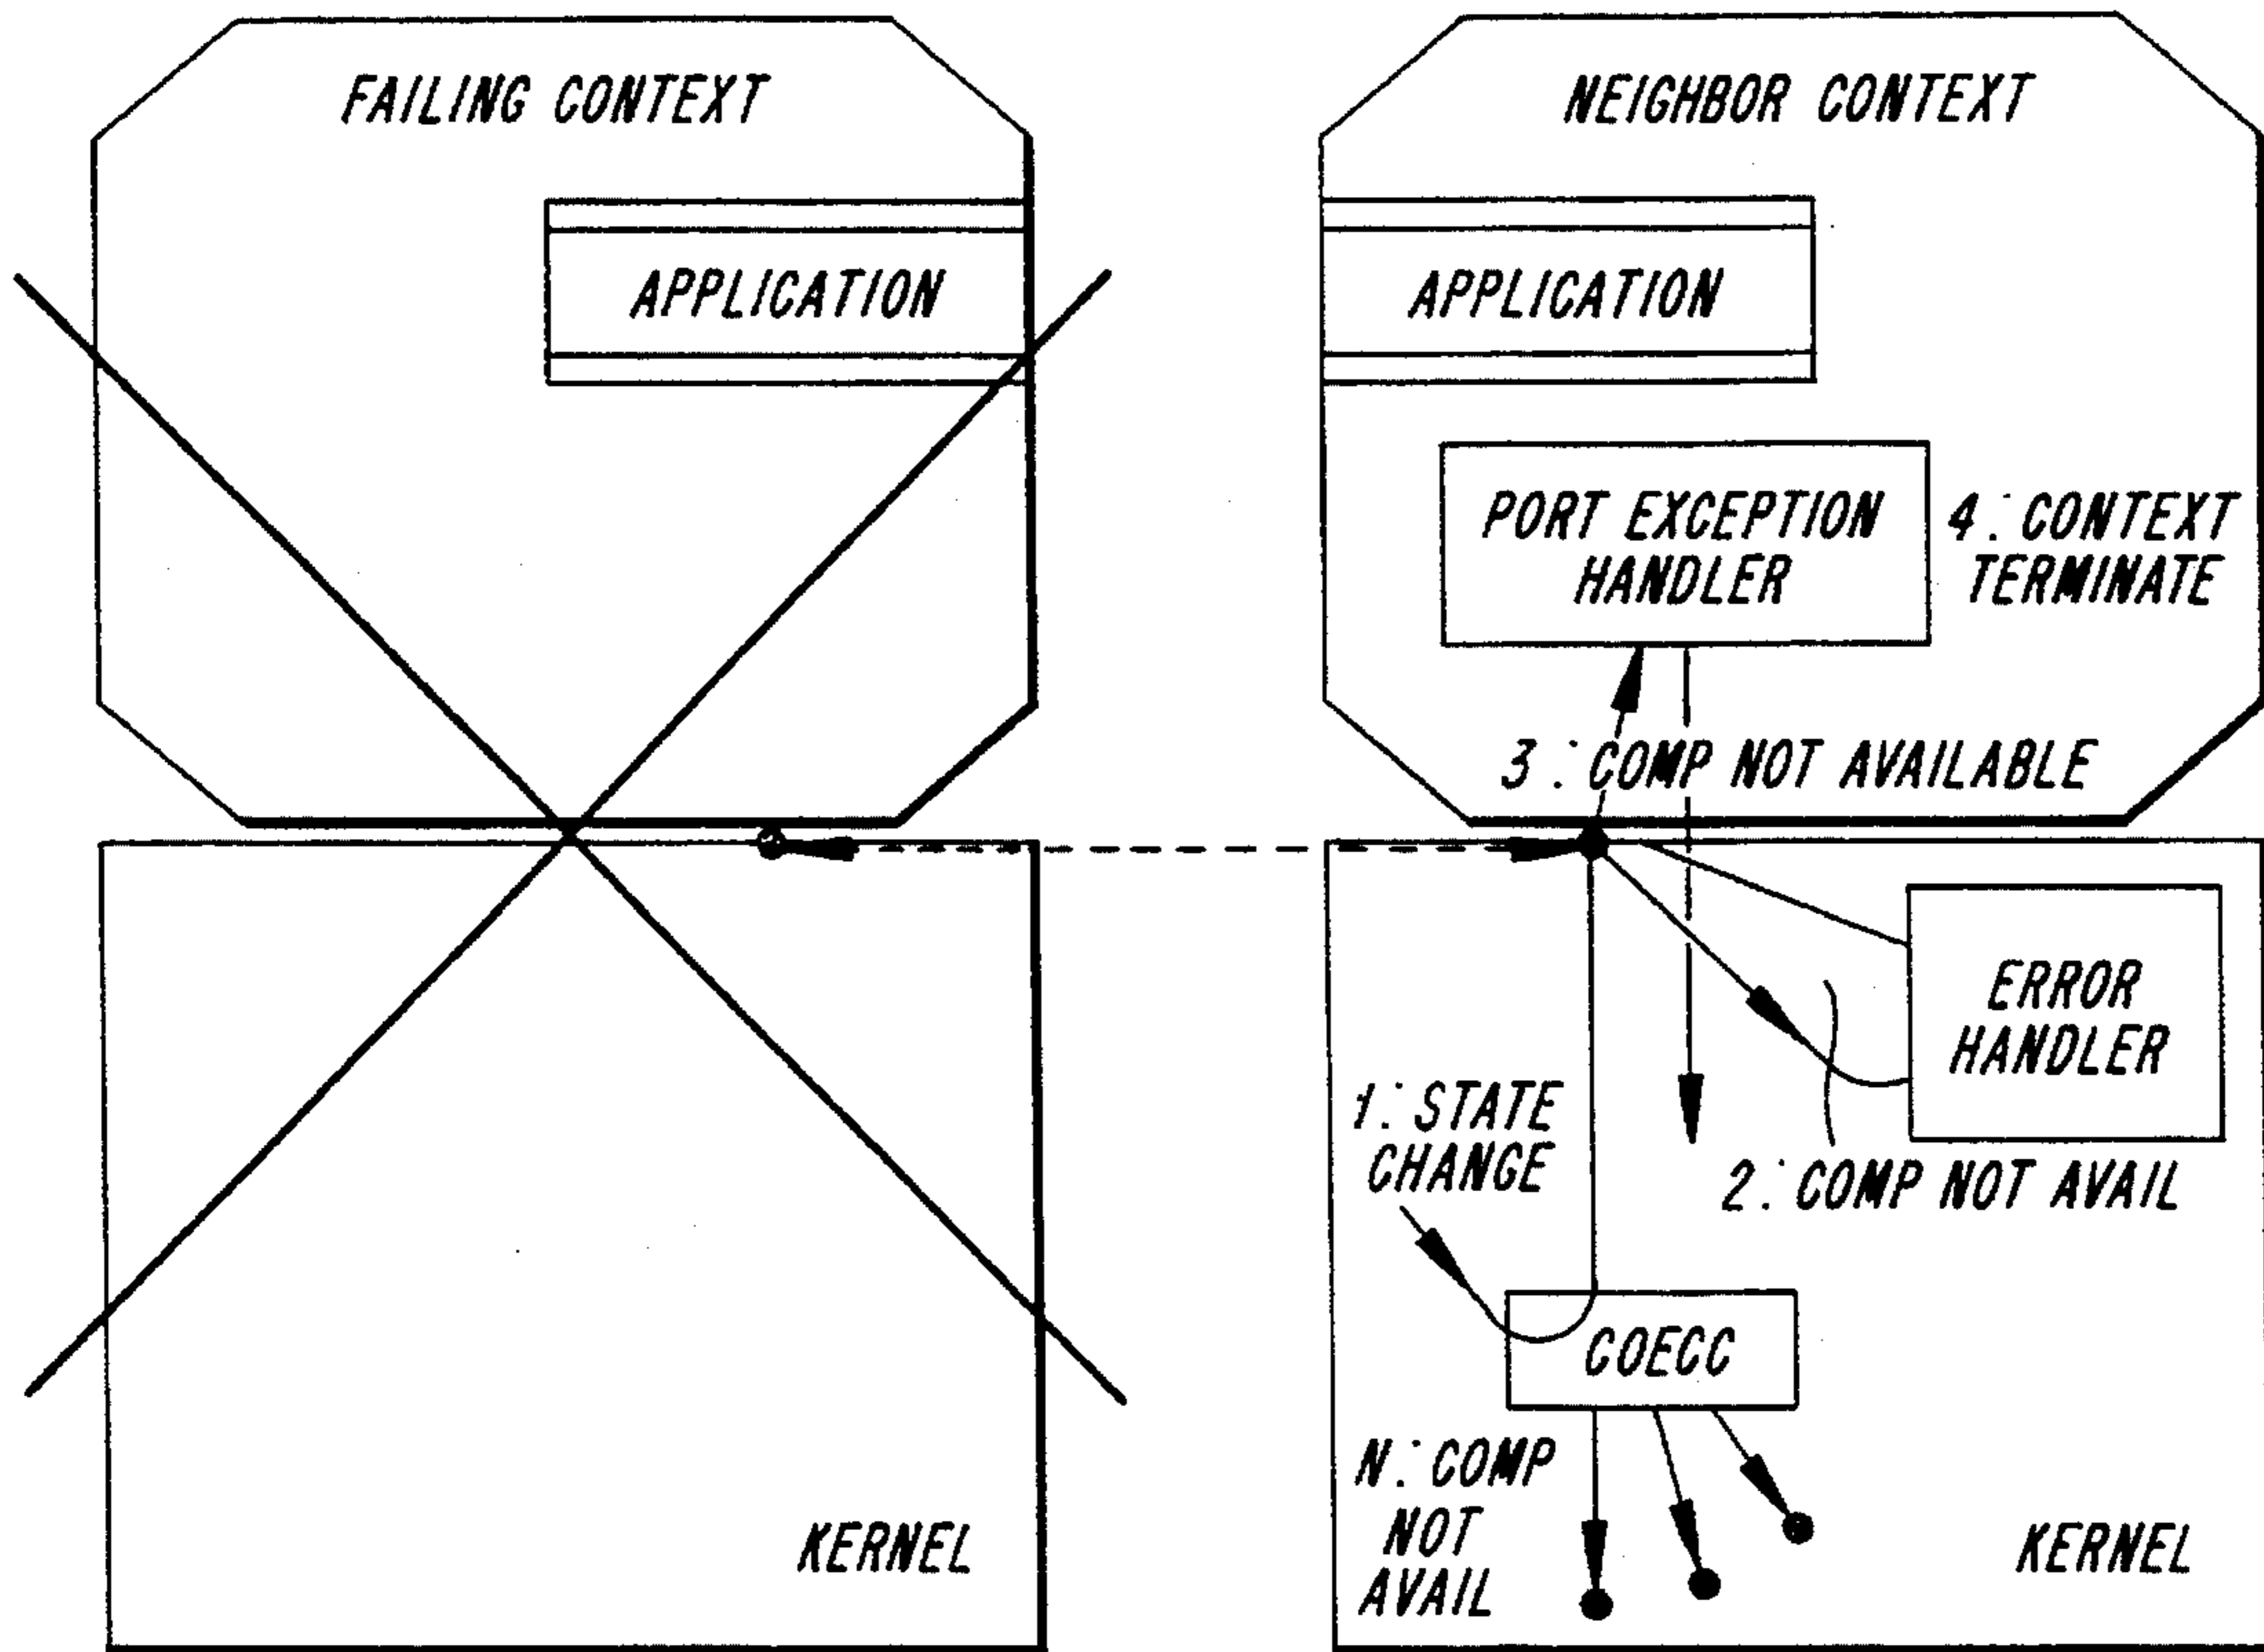 FAILING CONTEXT
APPLICATION
KERNEL
NEIGHBOR CONTEXT
APPLICATION
PORT EXCEPTION
HANDLER
4: CONTEXT
TERMINATE
3: COMP NOT AVAILABLE
ERROR
HANDLER
1: STATE
CHANGE
2: COMP NOT AVAIL
COECC
N: COMP
NOT
AVAIL
KERNEL